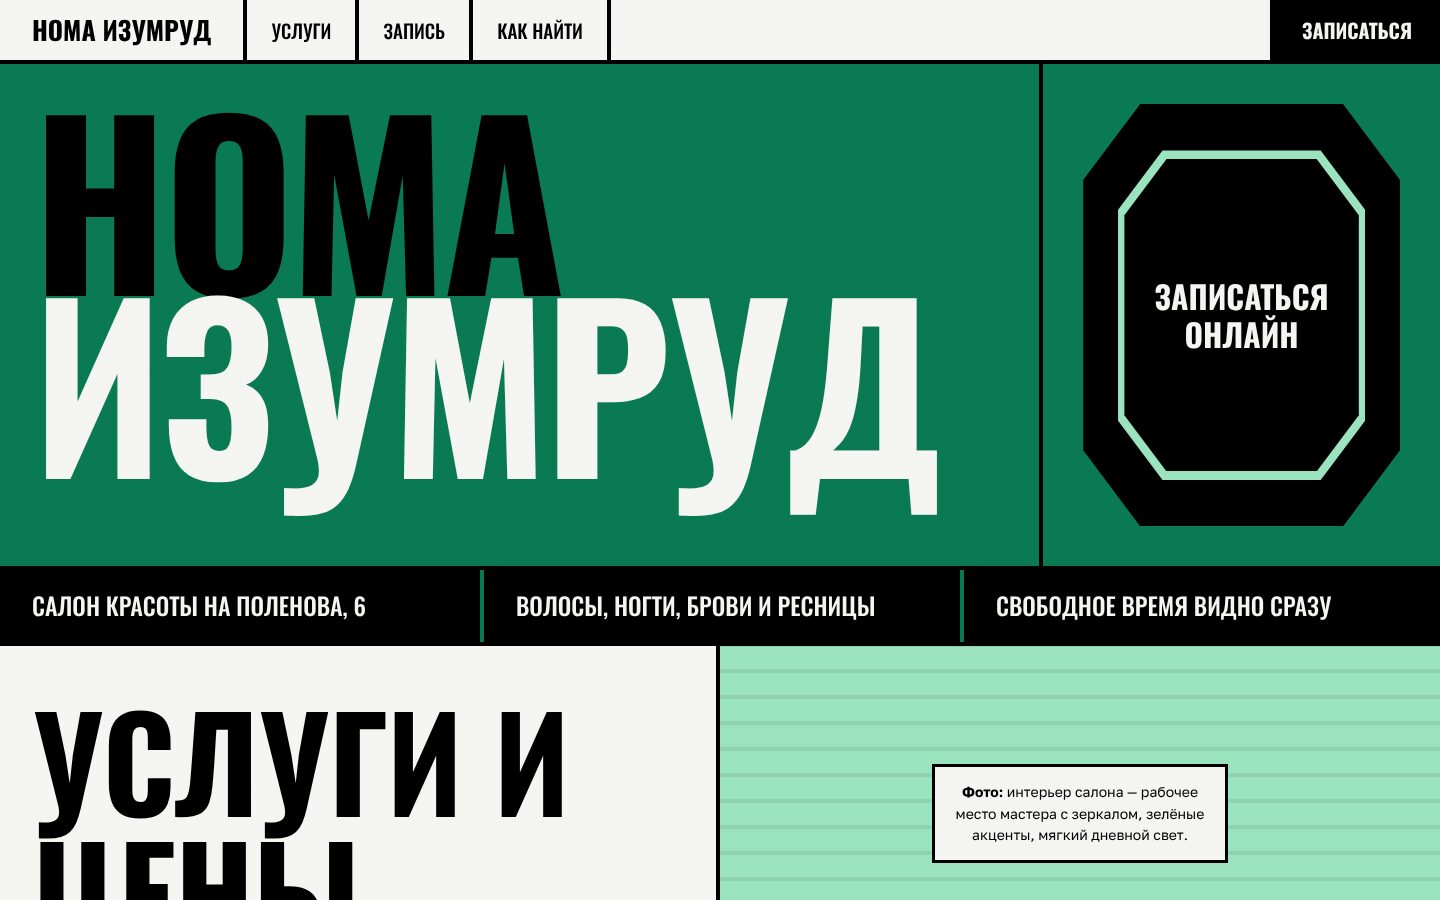 НОМА ИЗУМРУД
УСЛУГИ
ЗАПИСЬ
КАК НАЙТИ
ЗАПИСАТЬСЯ
НОМА
ИЗУМРУД
ЗАПИСАТЬСЯ
ОНЛАЙН
САЛОН КРАСОТЫ НА ПОЛЕНОВА, 6
ВОЛОСЫ, НОГТИ, БРОВИ И РЕСНИЦЫ
СВОБОДНОЕ ВРЕМЯ ВИДНО СРАЗУ
УСЛУГИ И
ЦЕНЫ
Фото: интерьер салона — рабочее
место мастера с зеркалом, зелёные
акценты, мягкий дневной свет.